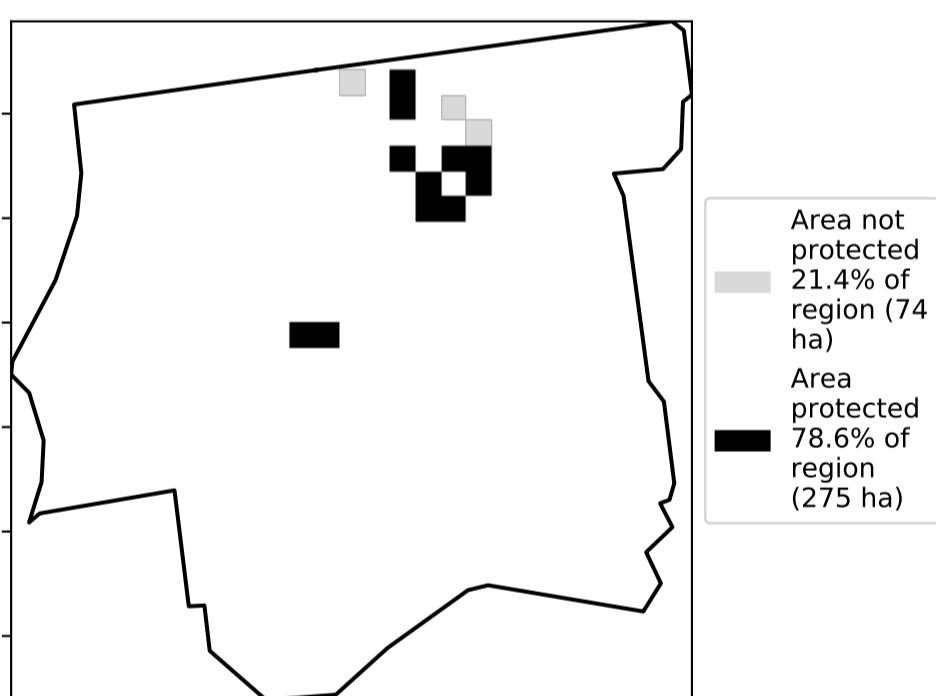 Area not
protected
21.4% of
region (74
ha)
Area
protected
78.6% of
region
(275 ha)